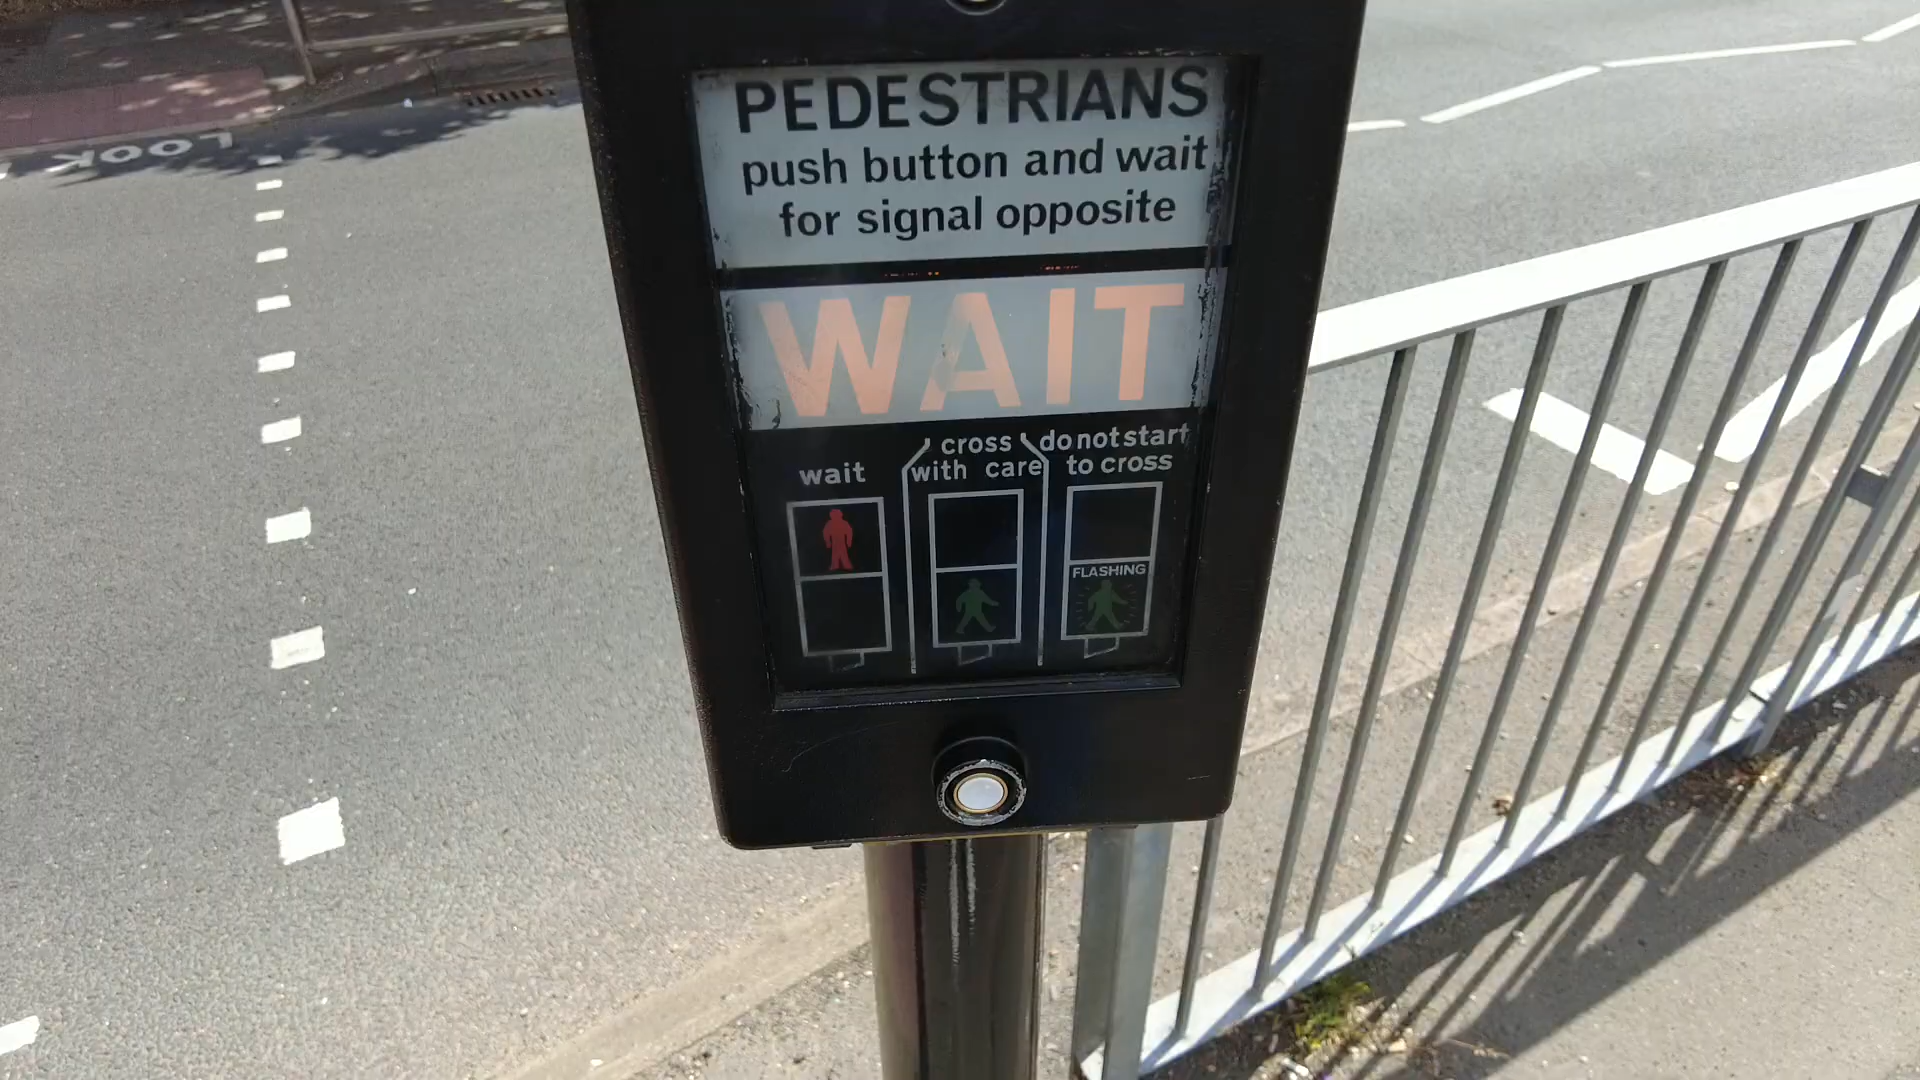 LOOK
PEDESTRIANS
push button and wait
for signal opposite
WAIT
wait
cross
with care
do not start
to cross
FLASHING